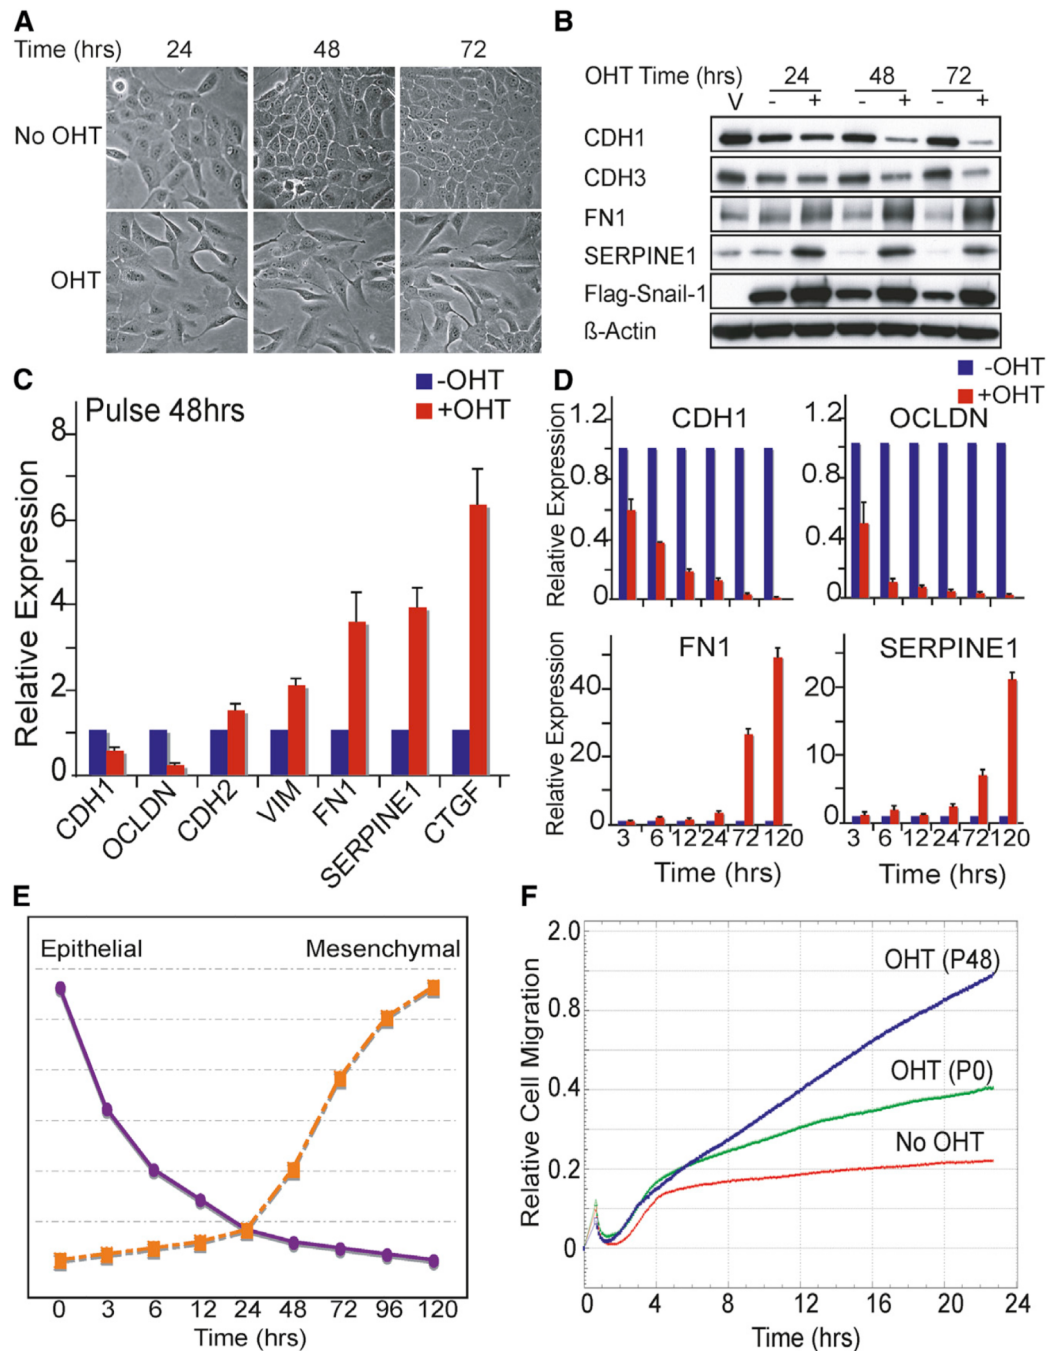 A
Time (hrs) 24 48 72
No OHT
OHT
B
OHT Time (hrs) 24 48 72
V - + - + - +
CDH1
CDH3
FN1
SERPINE1
Flag-Snail-1
ß-Actin
C
Pulse 48hrs
-OHT
+OHT
Relative Expression
8
6
4
2
0
CDH1 OCLDN CDH2 VIM FN1 SERPINE1 CTGF
D
-OHT
+OHT
CDH1
Relative Expression
1.2
0.8
0.4
0
OCLDN
1.2
0.8
0.4
0
FN1
Relative Expression
40
20
0
3 6 12 24 72 120
Time (hrs)
SERPINE1
20
10
0
3 6 12 24 72 120
Time (hrs)
E
Epithelial Mesenchymal
0 3 6 12 24 48 72 96 120
Time (hrs)
F
Relative Cell Migration
2.0
0.8
0.4
0.2
0
OHT (P48)
OHT (P0)
No OHT
0 4 8 12 16 20 24
Time (hrs)